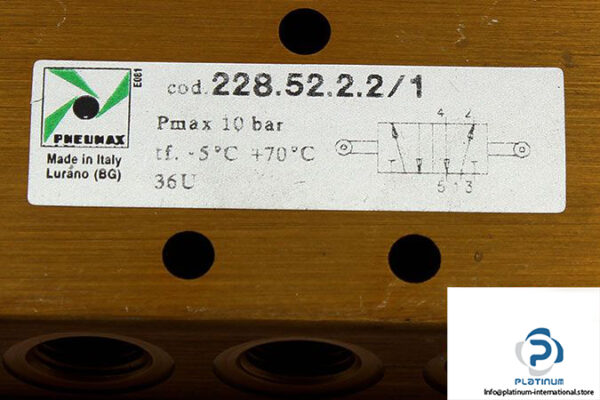 E061
PNEUMAX
Made in Italy
Lurano (BG)
cod. 228.52.2.2/1
Pmax 10 bar
tf. -5°C +70°C
36U
4 2
5 1 3
PLATINUM
Info@platinum-international.store